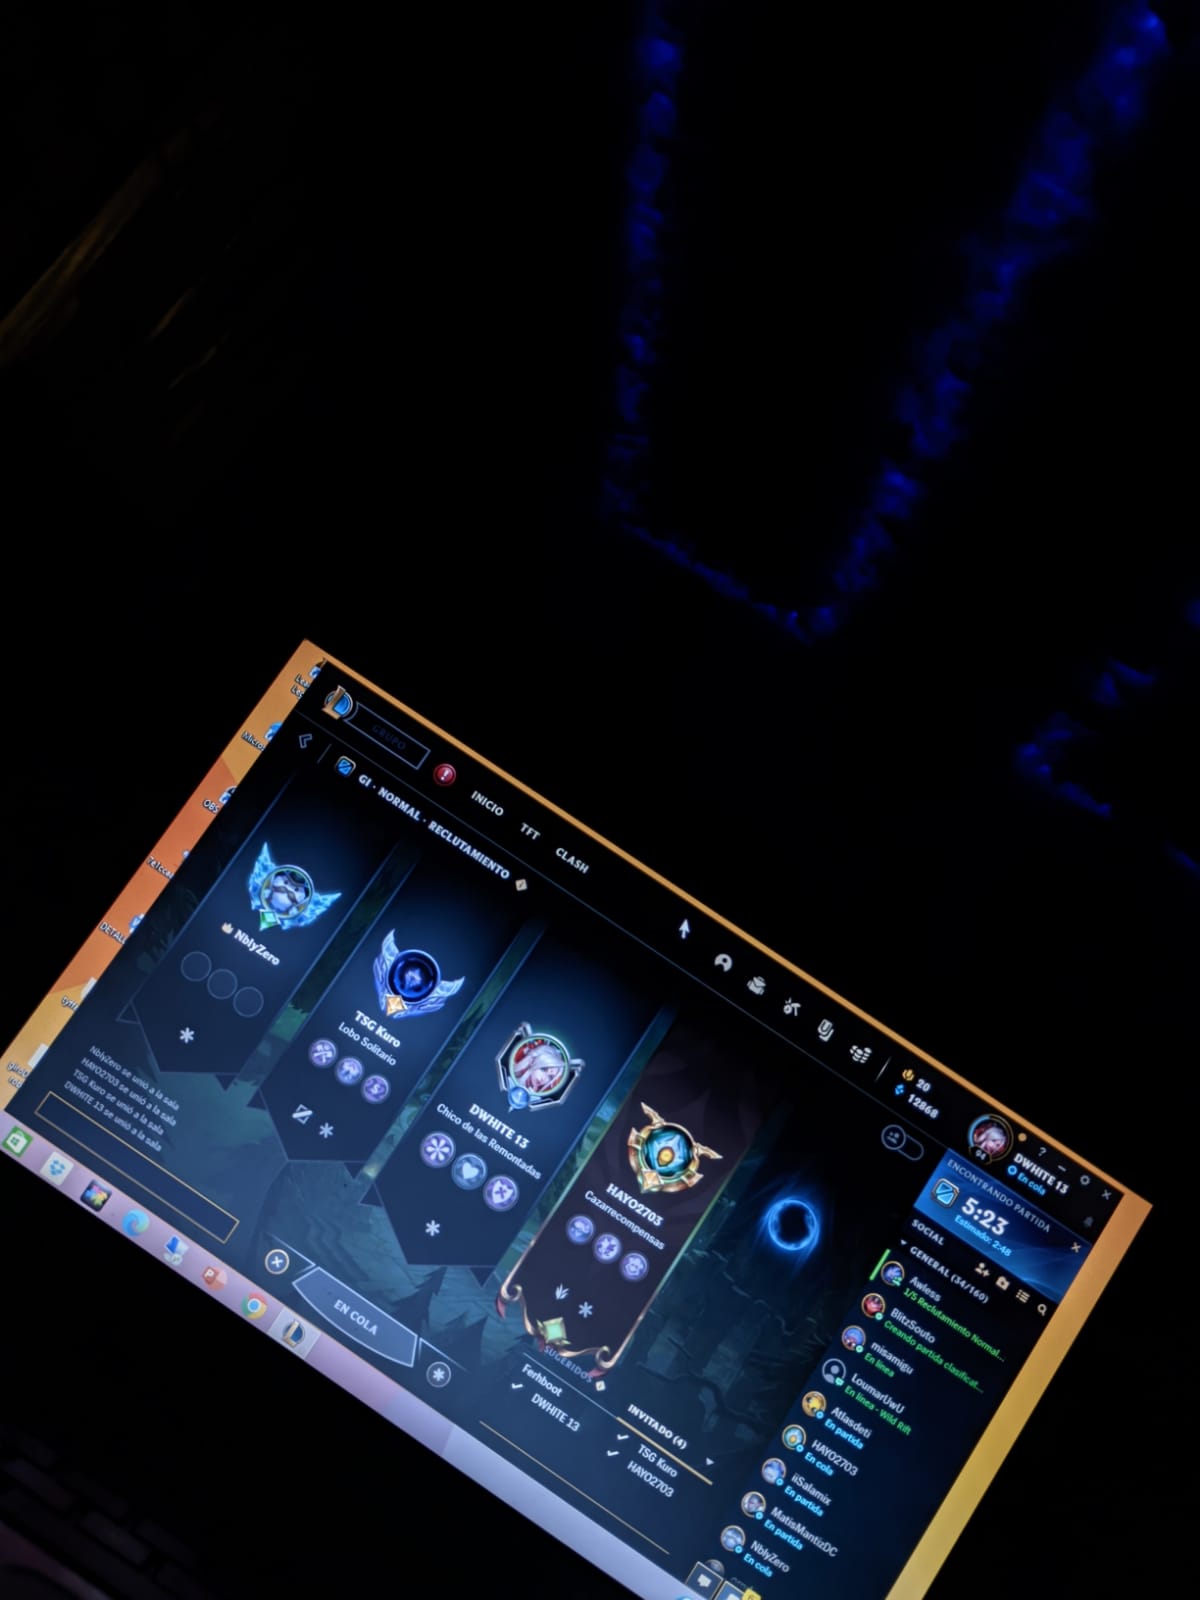 GRUPO
INICIO
TFT
CLASH
20
12868
DWHITE 13
En cola
GI · NORMAL · RECLUTAMIENTO
NblyZero
TSG Kuro
Lobo Solitario
DWHITE 13
Chico de las Remontadas
HAYO2703
Cazarrecompensas
NblyZero se unió a la sala
HAYO2703 se unió a la sala
TSG Kuro se unió a la sala
DWHITE 13 se unió a la sala
EN COLA
SUGERIDOS
Ferhboot
DWHITE 13
INVITADO (4)
TSG Kuro
HAYO2703
ENCONTRANDO PARTIDA
5:23
Estimado: 2:48
SOCIAL
GENERAL (34/160)
Awless
1/5 Reclutamiento Normal...
BlitzSouto
Creando partida clasificat...
misamigu
En línea
LoumarUwU
En línea - Wild Rift
Atlasdeti
En partida
HAYO2703
En cola
iiSalamix
En partida
MatisMantizDC
En partida
NblyZero
En cola
OBS
DETALL